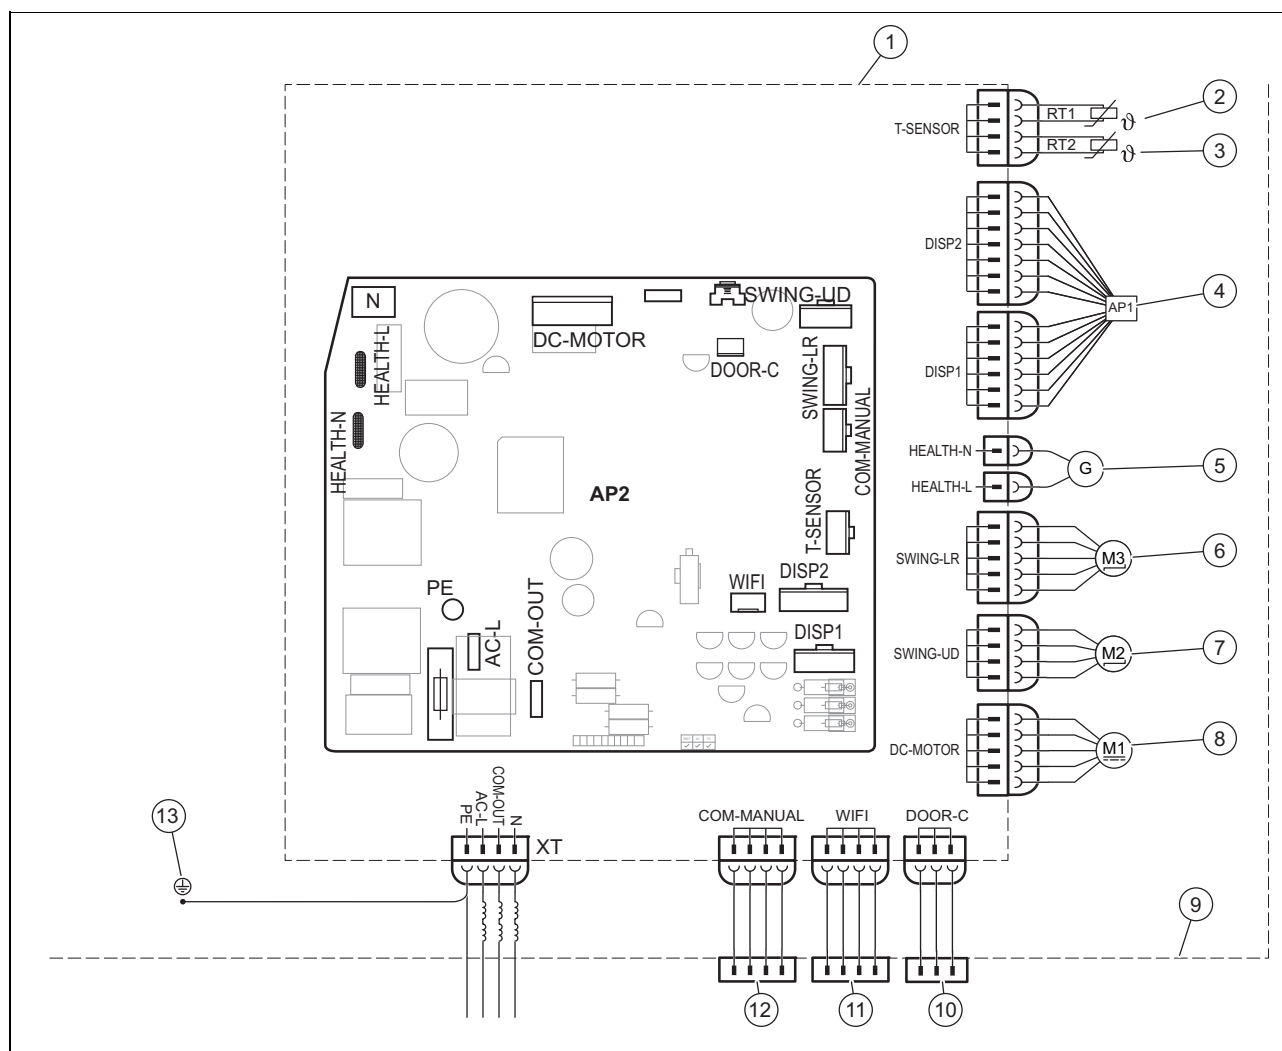 1
2
T-SENSOR
RT1
ϑ
RT2
ϑ
3
DISP2
AP1
4
DISP1
HEALTH-N
G
5
HEALTH-L
SWING-LR
M3
6
SWING-UD
M2
7
DC-MOTOR
M1
8
N
HEALTH-L
HEALTH-N
DC-MOTOR
SWING-UD
DOOR-C
SWING-LR
COM-MANUAL
AP2
T-SENSOR
WIFI
DISP2
DISP1
PE
AC-L
COM-OUT
PE
AC-L
COM-OUT
N
XT
COM-MANUAL
WIFI
DOOR-C
13
9
12
11
10